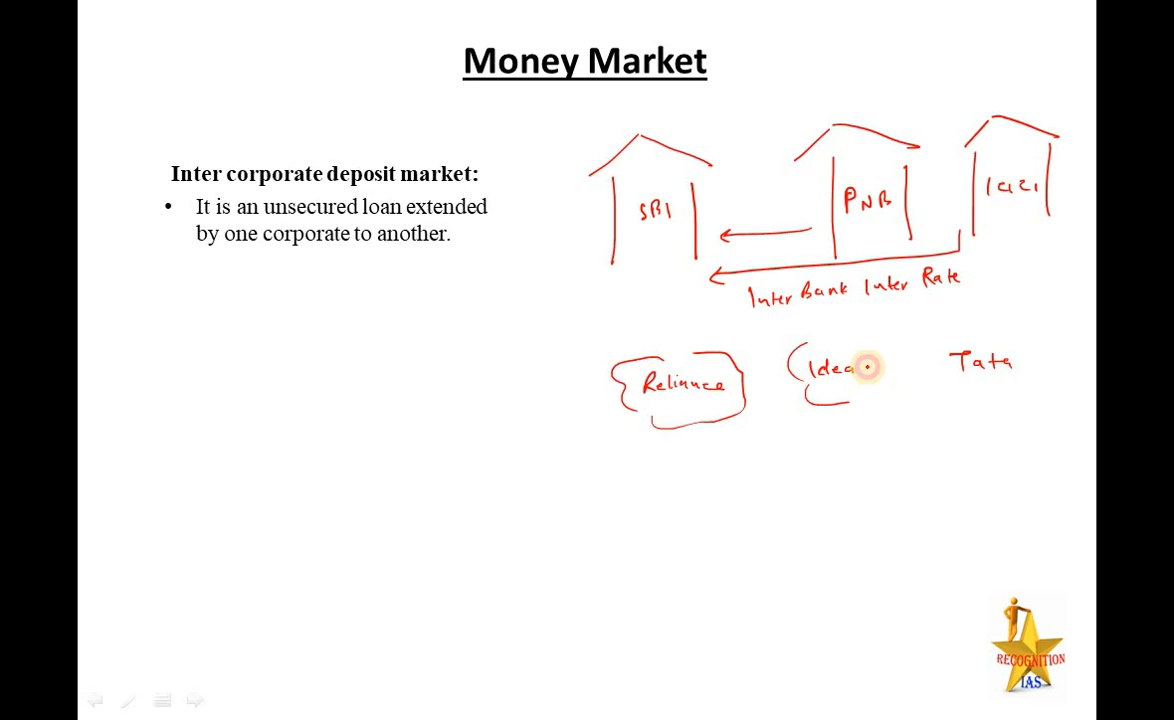 Money Market
Inter corporate deposit market:
• It is an unsecured loan extended
by one corporate to another.
SBI
PNB
ICICI
Inter Bank Inter Rate
Reliance
Idea
Tata
RECOGNITION
IAS